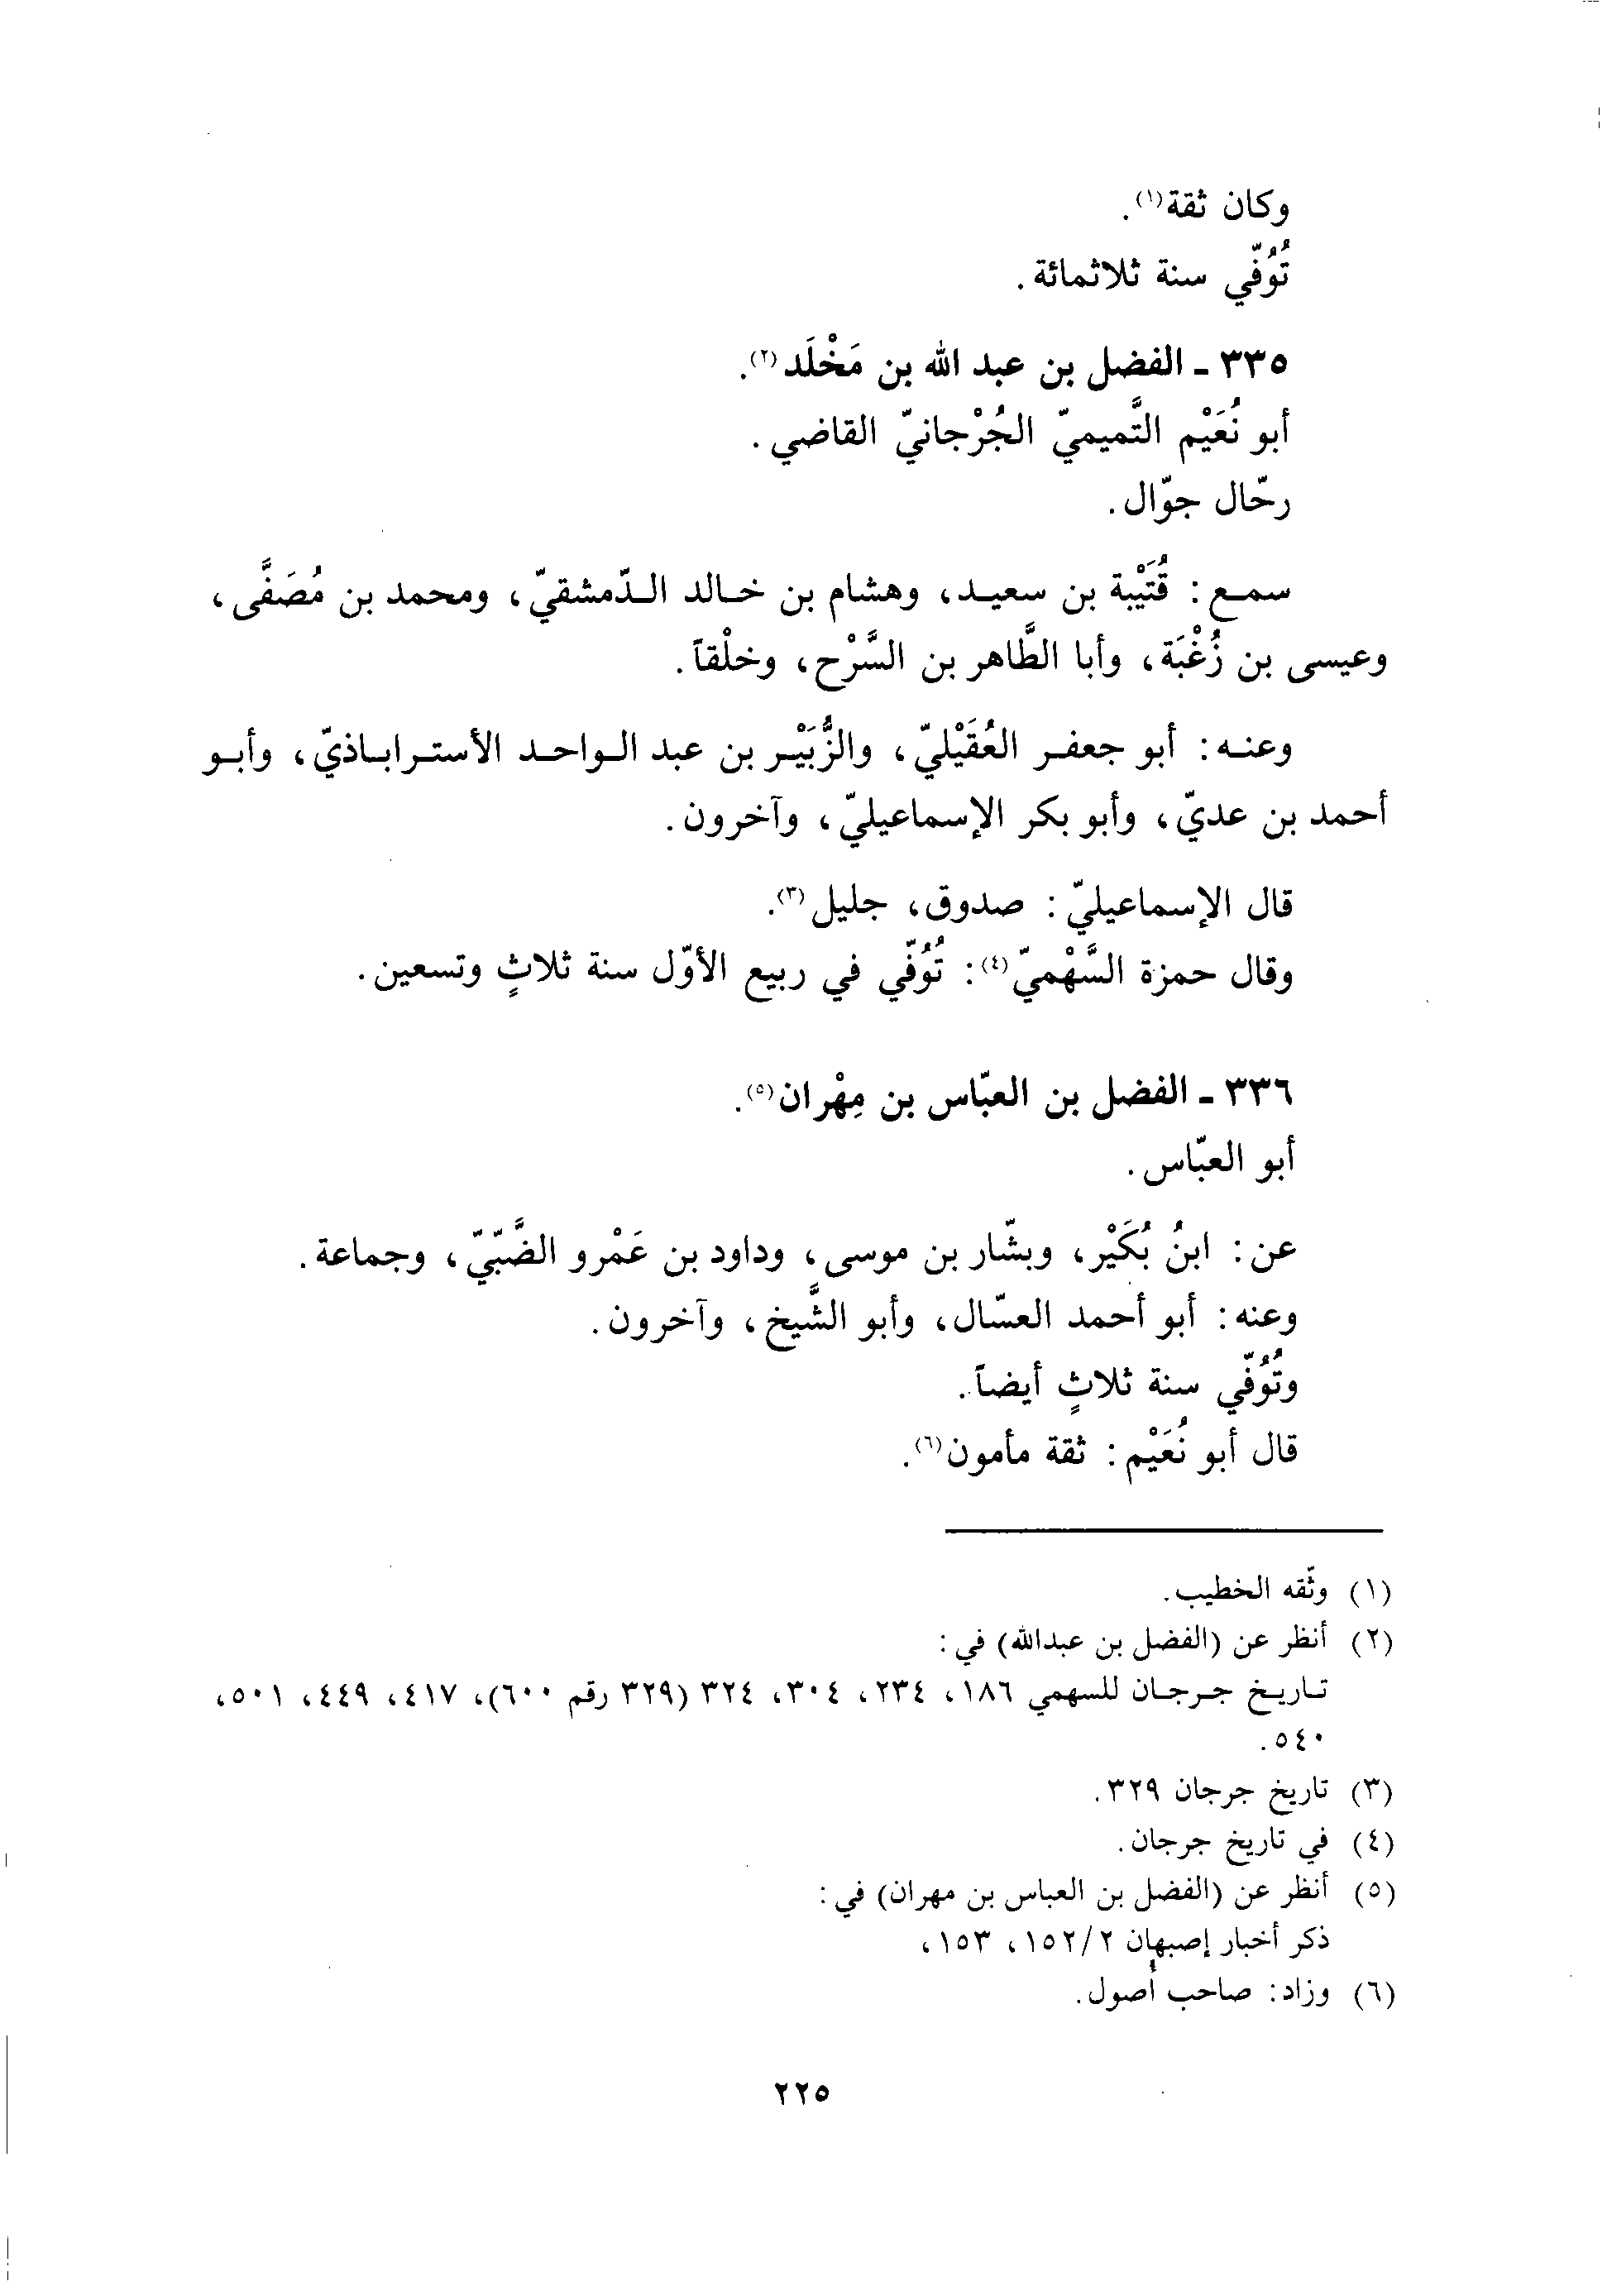 وكان ثقة(١).
تُوُفّي سنة ثلاثمائة.
٣٣٥ ـ الفضل بن عبد الله بن مَخْلَد(٢).
أبو نُعَيْم التَّميميّ الجُرْجانيّ القاضي.
رحّال جوّال.
سمع: قُتَيْبة بن سعيد، وهشام بن خالد الدّمشقيّ، ومحمد بن مُصَفَّى،
وعيسى بن زُغْبَة، وأبا الطَّاهر بن السَّرْح، وخلْقاً.
وعنه: أبو جعفر العُقَيْليّ، والزُّبَيْر بن عبد الواحد الأستراباذيّ، وأبو
أحمد بن عديّ، وأبو بكر الإسماعيليّ، وآخرون.
قال الإسماعيليّ: صدوق، جليل(٣).
وقال حمزة السَّهْميّ(٤): تُوُفّي في ربيع الأوّل سنة ثلاثٍ وتسعين.
٣٣٦ ـ الفضل بن العبّاس بن مِهْران(٥).
أبو العبّاس.
عن: ابنُ بُكَيْر، وبشّار بن موسى، وداود بن عَمْرو الضَّبّيّ، وجماعة.
وعنه: أبو أحمد العسّال، وأبو الشَّيخ، وآخرون.
وتُوُفّي سنة ثلاثٍ أيضاً.
قال أبو نُعَيْم: ثقة مأمون(٦).
(١) وثّقه الخطيب.
(٢) أنظر عن (الفضل بن عبدالله) في:
تاريخ جرجان للسهمي ١٨٦، ٢٣٤، ٣٠٤، ٣٢٤ (٣٢٩ رقم ٦٠٠)، ٤١٧، ٤٤٩، ٥٠١،
٥٤٠.
(٣) تاريخ جرجان ٣٢٩.
(٤) في تاريخ جرجان.
(٥) أنظر عن (الفضل بن العباس بن مهران) في:
ذكر أخبار إصبهان ١٥٢/٢، ١٥٣،
(٦) وزاد: صاحب أُصول.
٢٢٥